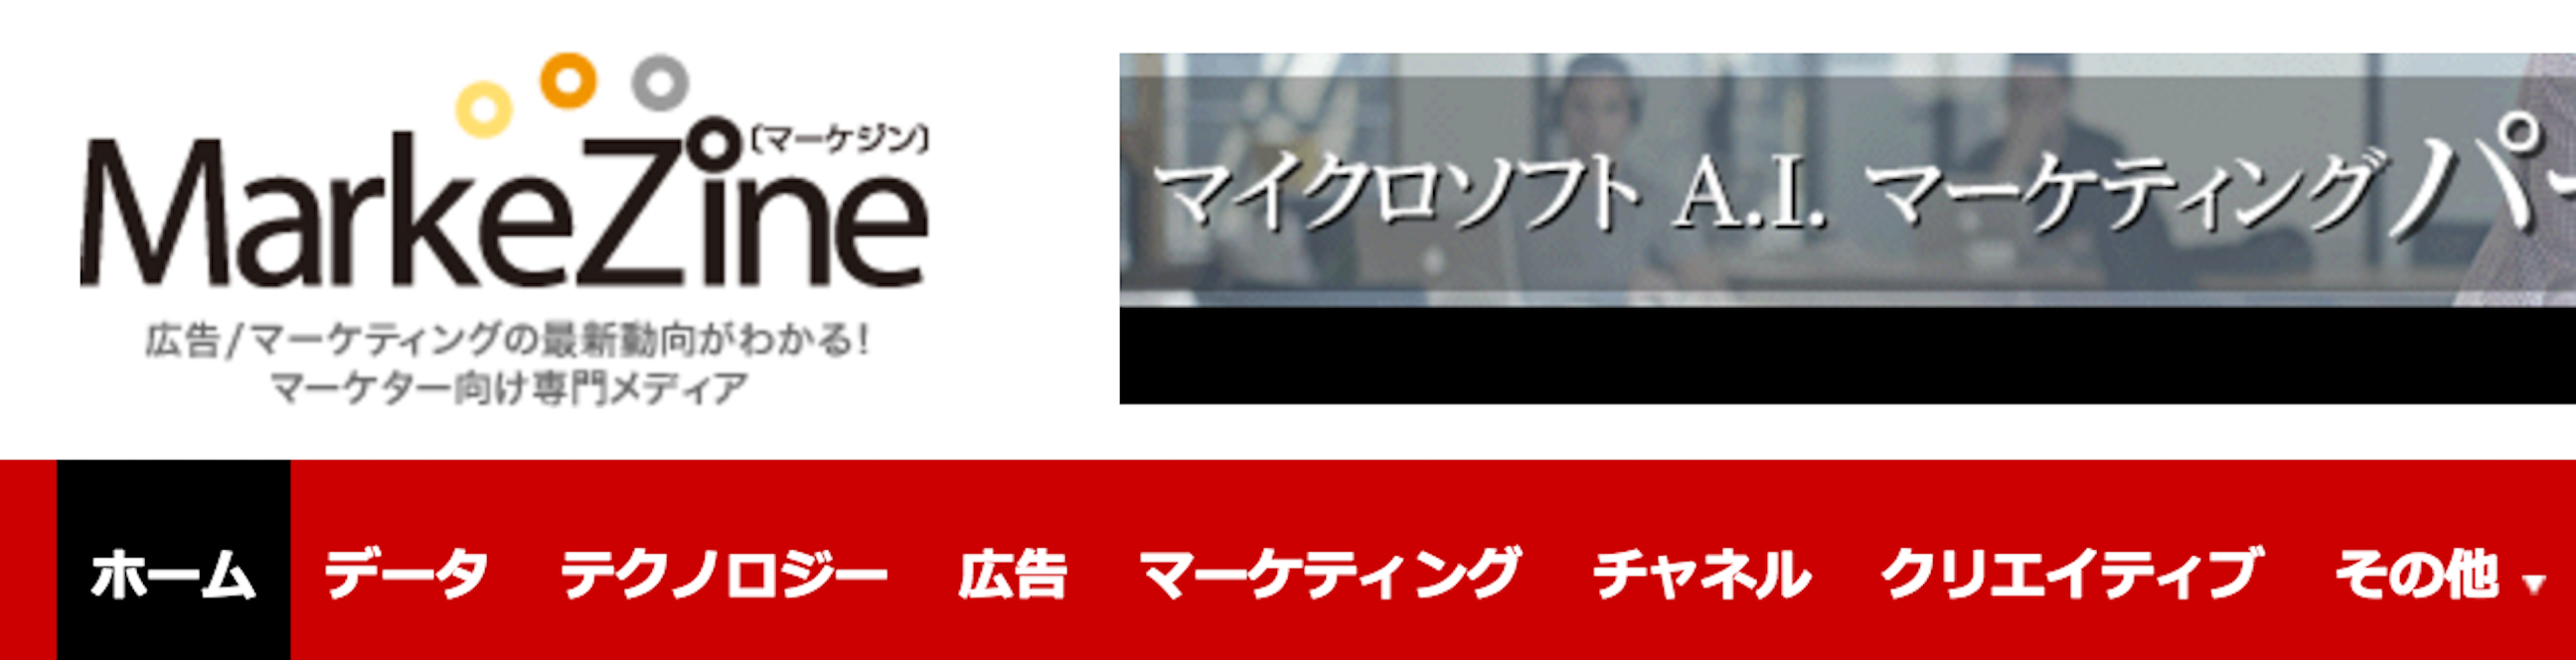 MarkeZine
〔マーケジン〕
広告/マーケティングの最新動向がわかる!
マーケター向け専門メディア
マイクロソフト A.I. マーケティングパー
ホーム データ テクノロジー 広告 マーケティング チャネル クリエイティブ その他 ▼